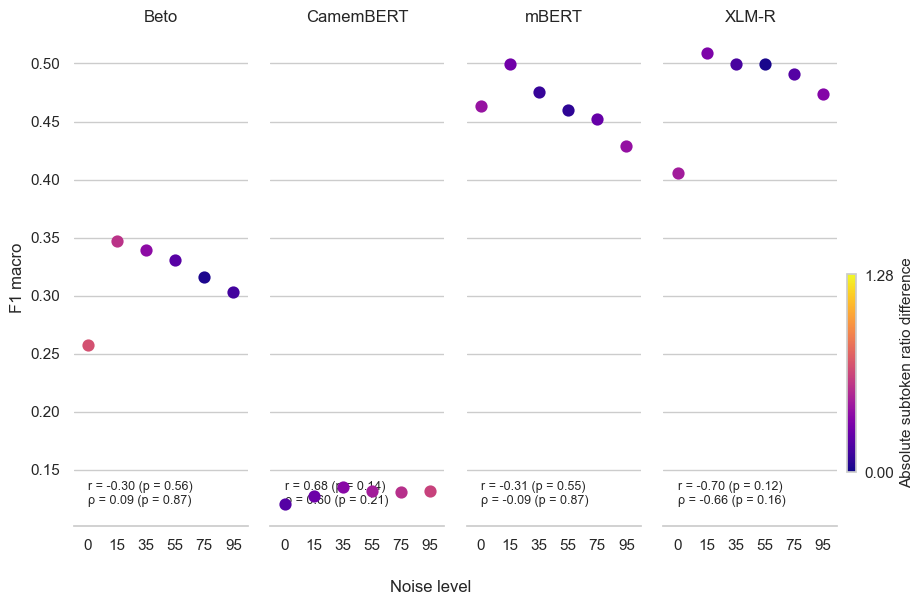 Beto CamemBERT mBERT XLM-R
0.50
0.45
0.40
0.35
0.30
0.25
0.20
0.15
F1 macro
r = -0.30 (p = 0.56)
ρ = 0.09 (p = 0.87)
r = 0.68 (p = 0.14)
ρ = 0.60 (p = 0.21)
r = -0.31 (p = 0.55)
ρ = -0.09 (p = 0.87)
r = -0.70 (p = 0.12)
ρ = -0.66 (p = 0.16)
0 15 35 55 75 95 0 15 35 55 75 95 0 15 35 55 75 95 0 15 35 55 75 95
Noise level
1.28
0.00
Absolute subtoken ratio difference